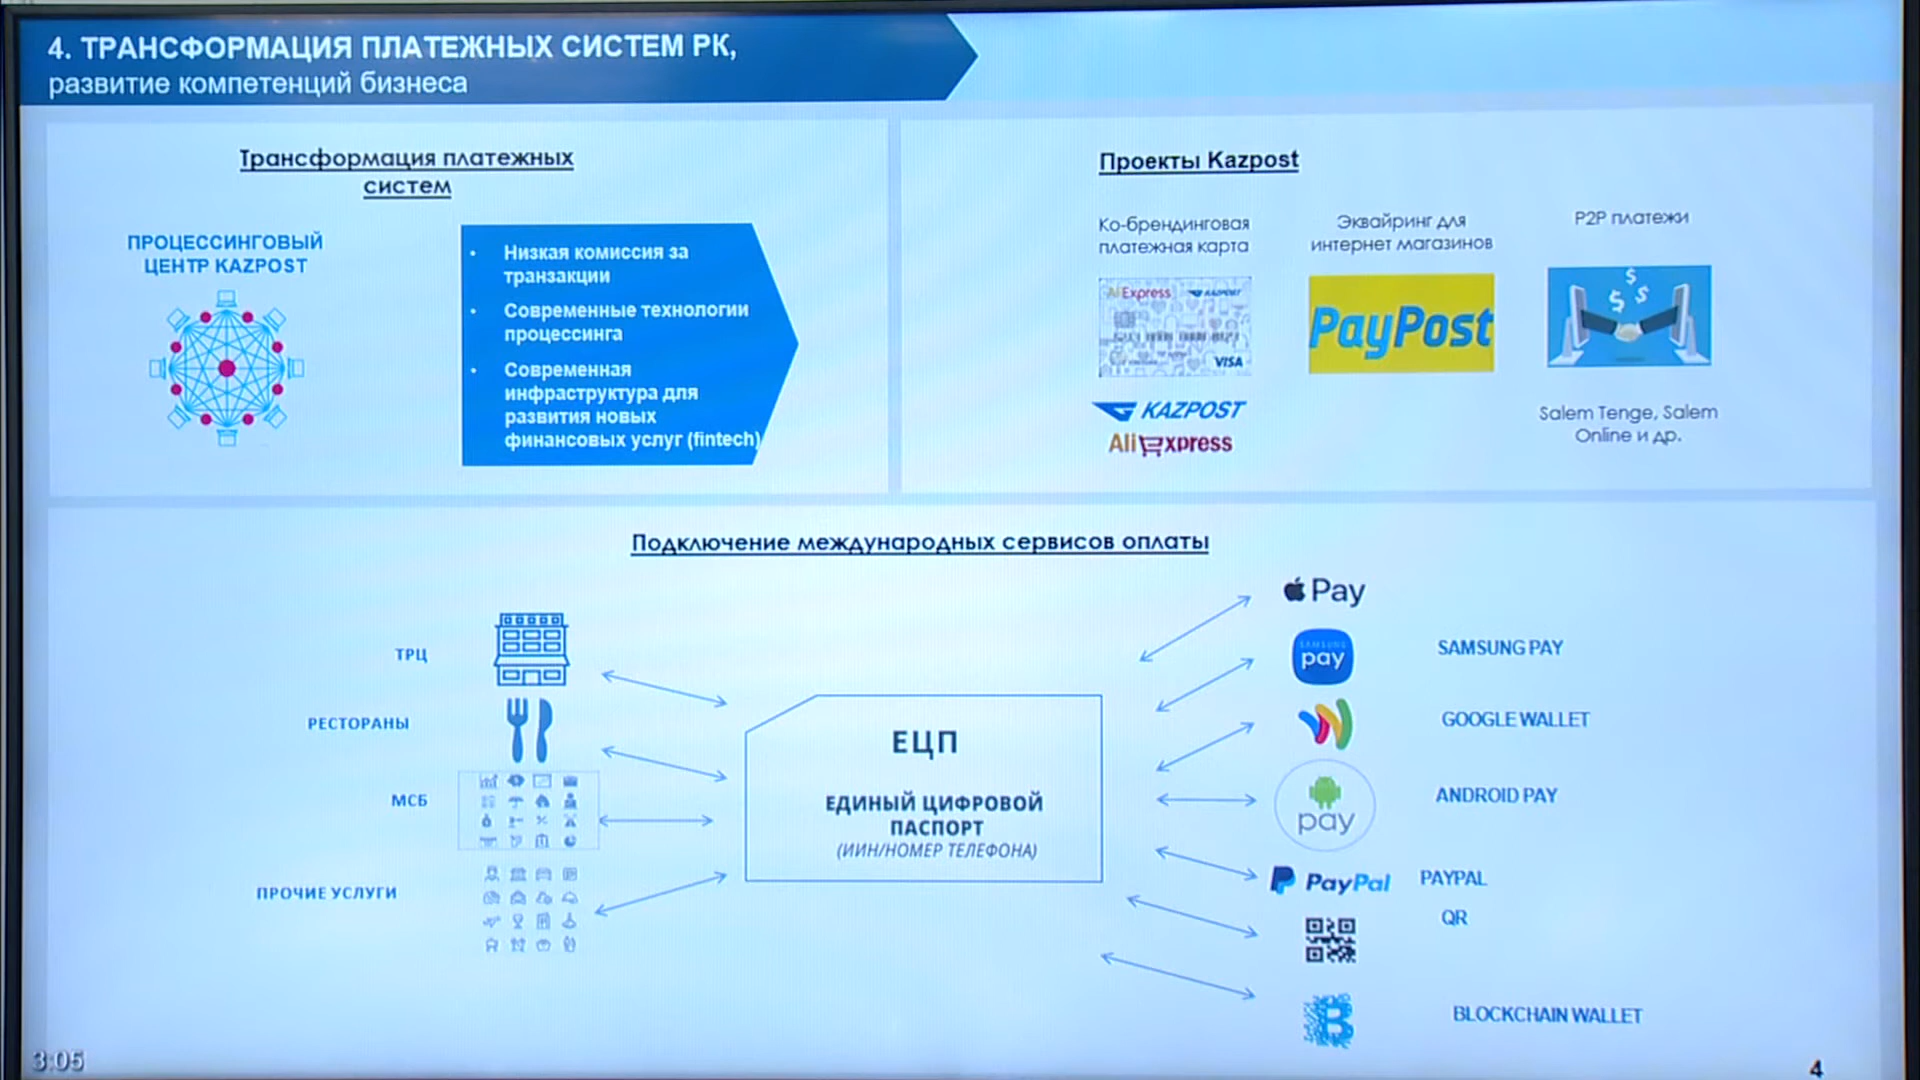 4. ТРАНСФОРМАЦИЯ ПЛАТЕЖНЫХ СИСТЕМ РК,
развитие компетенций бизнеса
Трансформация платежных
систем
ПРОЦЕССИНГОВЫЙ
ЦЕНТР KAZPOST
• Низкая комиссия за
транзакции
• Современные технологии
процессинга
• Современная
инфраструктура для
развития новых
финансовых услуг (fintech)
Проекты Kazpost
Ко-брендинговая
платежная карта
AliExpress KAZPOST
VISA
KAZPOST
AliExpress
Эквайринг для
интернет магазинов
PayPost
P2P платежи
Salem Tenge, Salem
Online и др.
Подключение международных сервисов оплаты
ТРЦ
РЕСТОРАНЫ
МСБ
ПРОЧИЕ УСЛУГИ
ЕЦП
ЕДИНЫЙ ЦИФРОВОЙ
ПАСПОРТ
(ИИН/НОМЕР ТЕЛЕФОНА)
Pay
SAMSUNG
pay
SAMSUNG PAY
GOOGLE WALLET
pay
ANDROID PAY
PayPal
PAYPAL
QR
BLOCKCHAIN WALLET
3:05
4